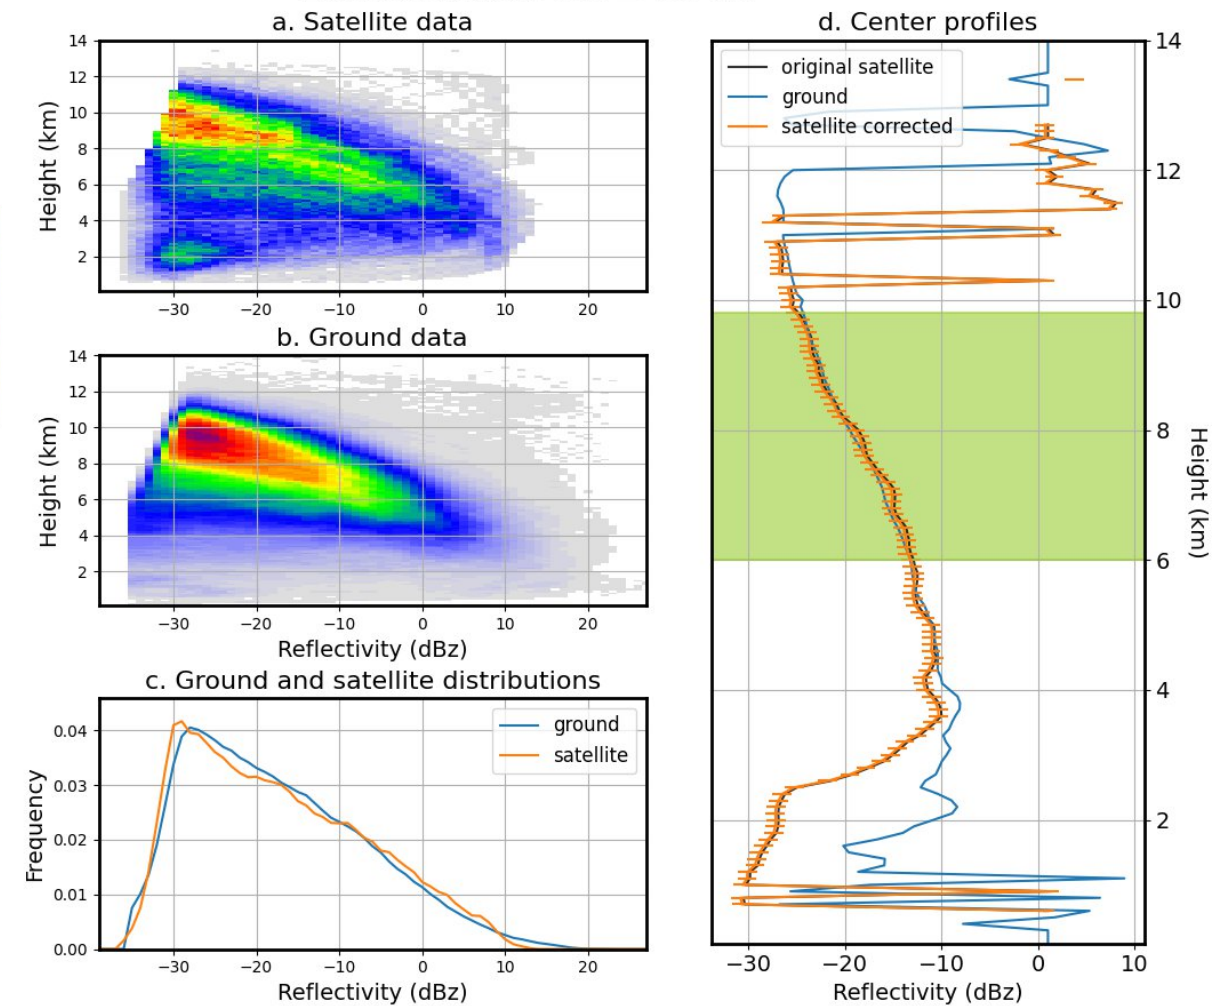 a. Satellite data
14
12
10
8
6
4
2
Height (km)
−30 −20 −10 0 10 20
b. Ground data
14
12
10
8
6
4
2
Height (km)
−30 −20 −10 0 10 20
Reflectivity (dBz)
c. Ground and satellite distributions
0.04
0.03
0.02
0.01
0.00
Frequency
ground
satellite
−30 −20 −10 0 10 20
Reflectivity (dBz)
d. Center profiles
original satellite
ground
satellite corrected
14
12
10
8
6
4
2
Height (km)
−30 −20 −10 0 10
Reflectivity (dBz)